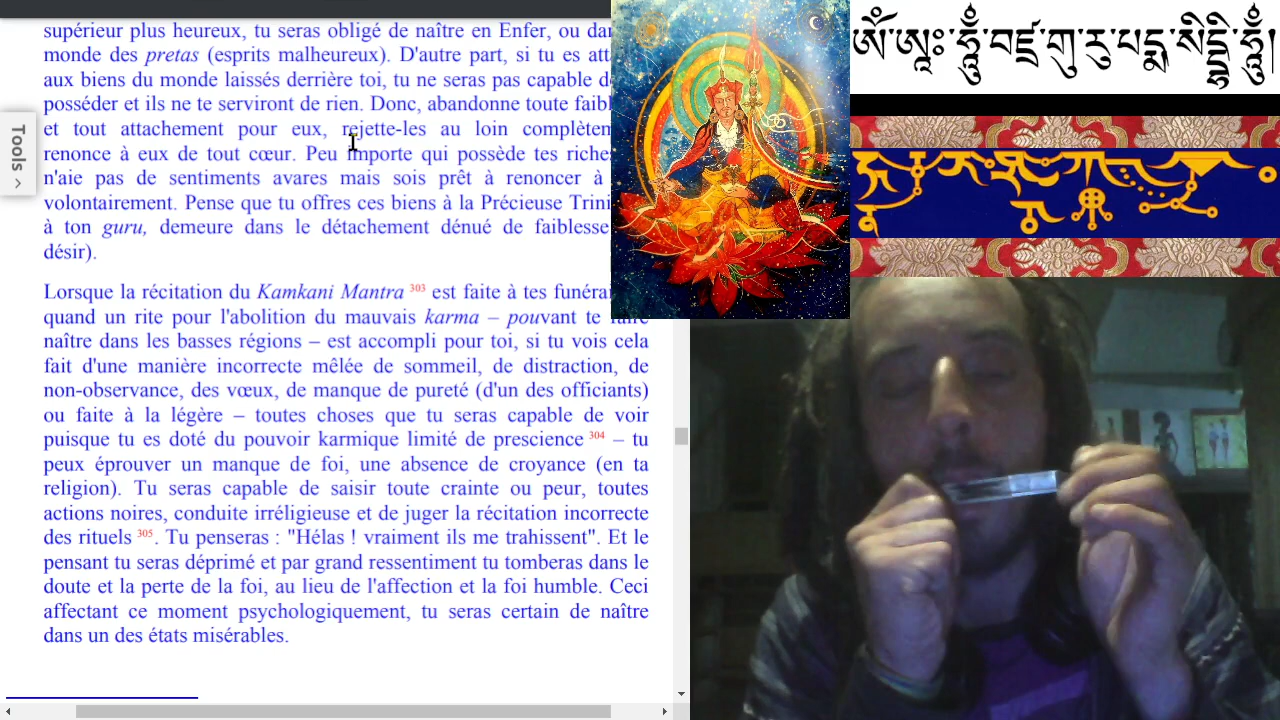 supérieur plus heureux, tu seras obligé de naître en Enfer, ou
monde des pretas (esprits malheureux). D'autre part, si tu es
aux biens du monde laissés derrière toi, tu ne seras pas capable
posséder et ils ne te serviront de rien. Donc, abandonne toute
et tout attachement pour eux, rejette-les au loin
renonce à eux de tout cœur. Peu importe qui possède tes
n'aie pas de sentiments avares mais sois prêt à renoncer à
volontairement. Pense que tu offres ces biens à la Précieuse
à ton guru, demeure dans le détachement dénué de faiblesse
désir).
Lorsque la récitation du Kamkani Mantra 303 est faite à tes
quand un rite pour l'abolition du mauvais karma – pouvant te faire
naître dans les basses régions – est accompli pour toi, si tu vois cela
fait d'une manière incorrecte mêlée de sommeil, de distraction, de
non-observance, des vœux, de manque de pureté (d'un des officiants)
ou faite à la légère – toutes choses que tu seras capable de voir
puisque tu es doté du pouvoir karmique limité de prescience 304 – tu
peux éprouver un manque de foi, une absence de croyance (en ta
religion). Tu seras capable de saisir toute crainte ou peur, toutes
actions noires, conduite irréligieuse et de juger la récitation incorrecte
des rituels 305. Tu penseras : "Hélas ! vraiment ils me trahissent". Et le
pensant tu seras déprimé et par grand ressentiment tu tomberas dans le
doute et la perte de la foi, au lieu de l'affection et la foi humble. Ceci
affectant ce moment psychologiquement, tu seras certain de naître
dans un des états misérables.
Tools
ༀ་ཨཱཿ་ཧཱུྃ་བཛྲ་གུ་རུ་པདྨ་སིདྡྷི་ཧཱུྃ།